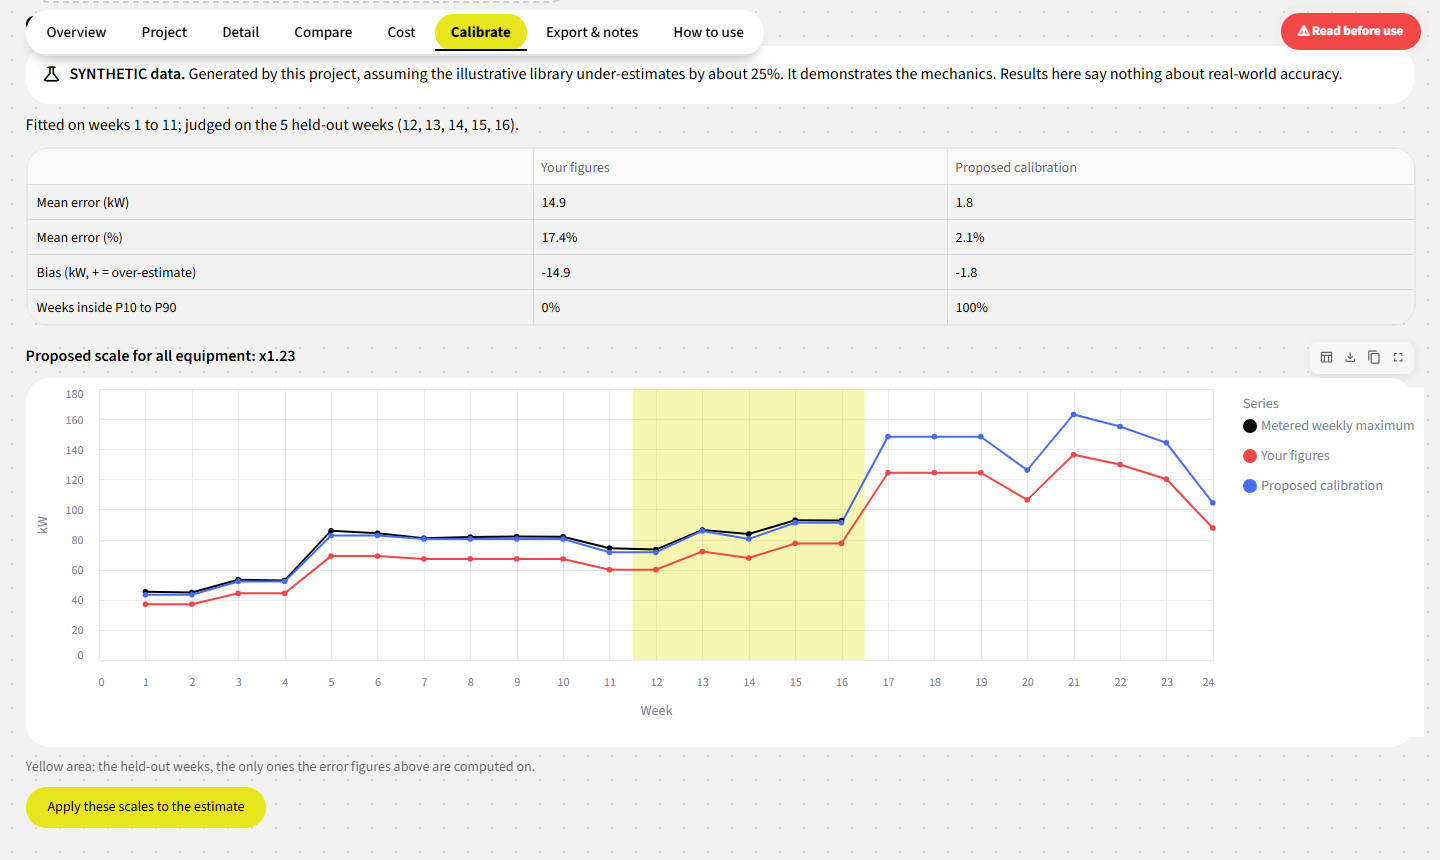 Overview Project Detail Compare Cost Calibrate Export & notes How to use
⚠ Read before use
SYNTHETIC data. Generated by this project, assuming the illustrative library under-estimates by about 25%. It demonstrates the mechanics. Results here say nothing about real-world accuracy.
Fitted on weeks 1 to 11; judged on the 5 held-out weeks (12, 13, 14, 15, 16).
Your figures Proposed calibration
Mean error (kW) 14.9 1.8
Mean error (%) 17.4% 2.1%
Bias (kW, + = over-estimate) -14.9 -1.8
Weeks inside P10 to P90 0% 100%
Proposed scale for all equipment: x1.23
180
160
140
120
100
80
60
40
20
0
kW
0 1 2 3 4 5 6 7 8 9 10 11 12 13 14 15 16 17 18 19 20 21 22 23 24
Week
Series
Metered weekly maximum
Your figures
Proposed calibration
Yellow area: the held-out weeks, the only ones the error figures above are computed on.
Apply these scales to the estimate